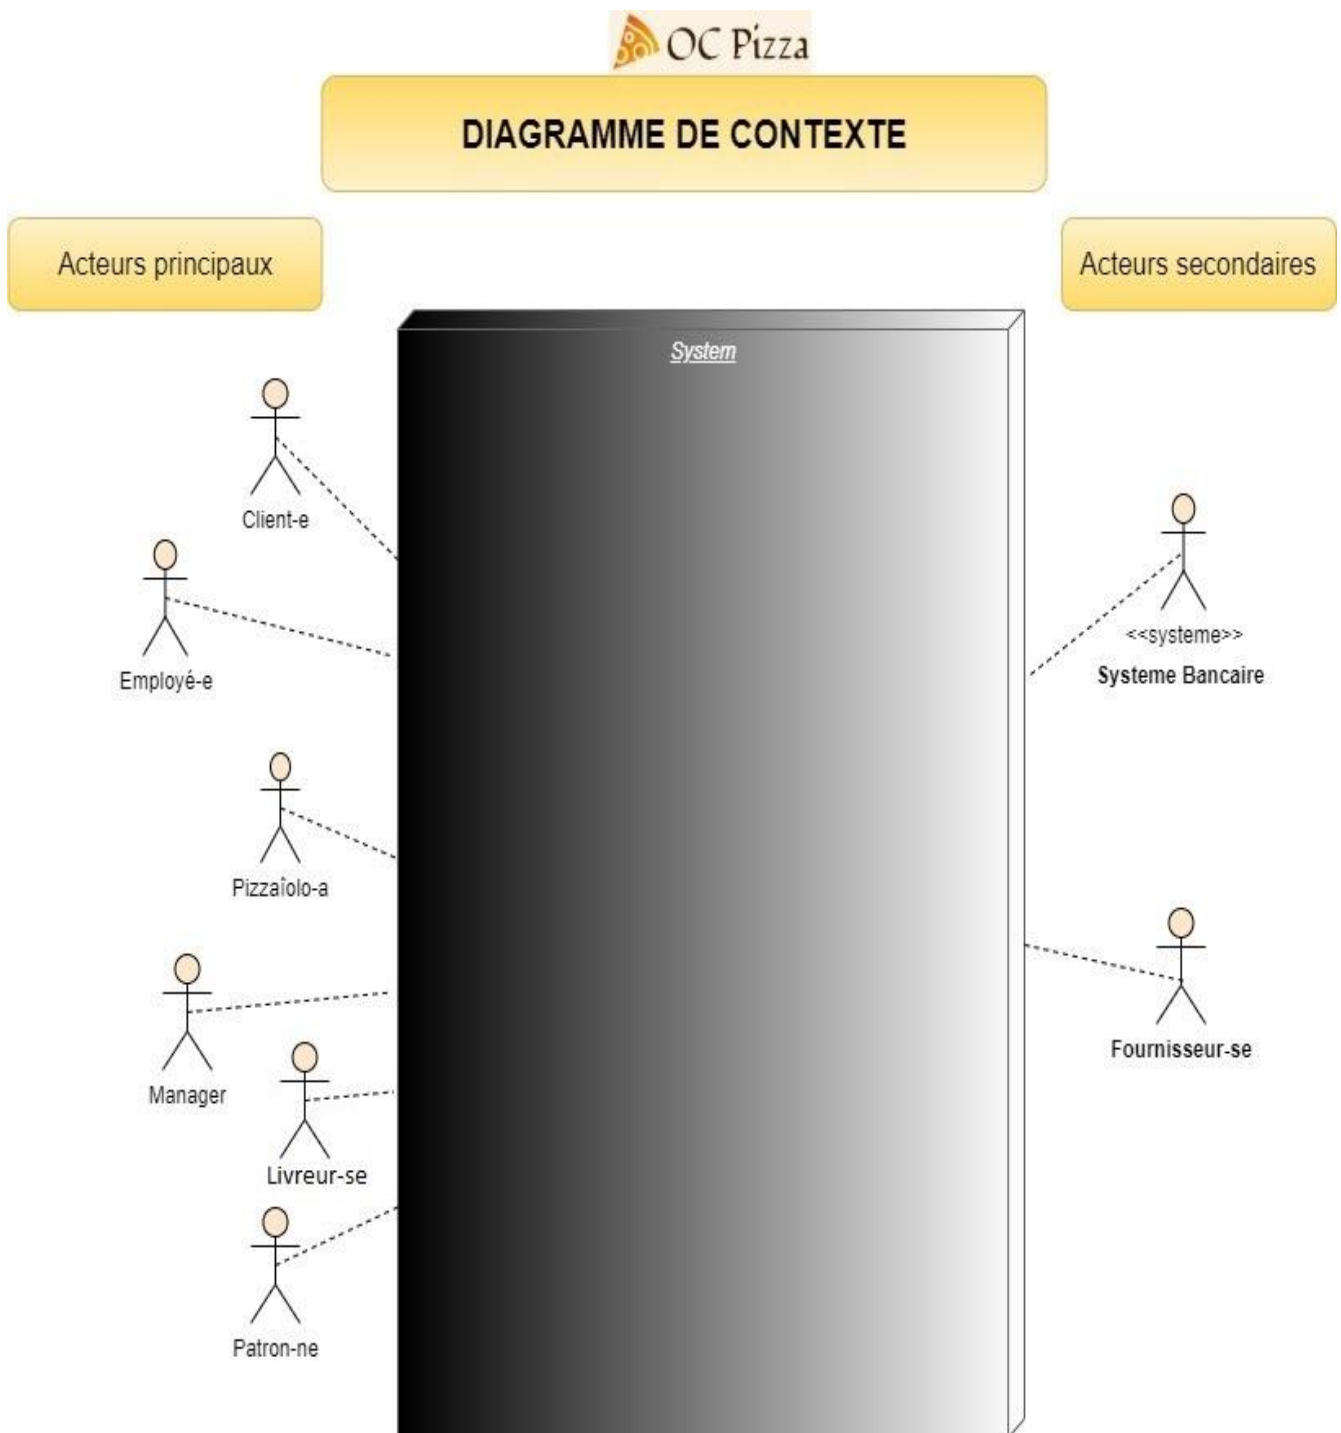 OC Pizza
DIAGRAMME DE CONTEXTE
Acteurs principaux
Acteurs secondaires
System
Client-e
Employé-e
<<systeme>>
Systeme Bancaire
Pizzaîolo-a
Manager
Fournisseur-se
Livreur-se
Patron-ne